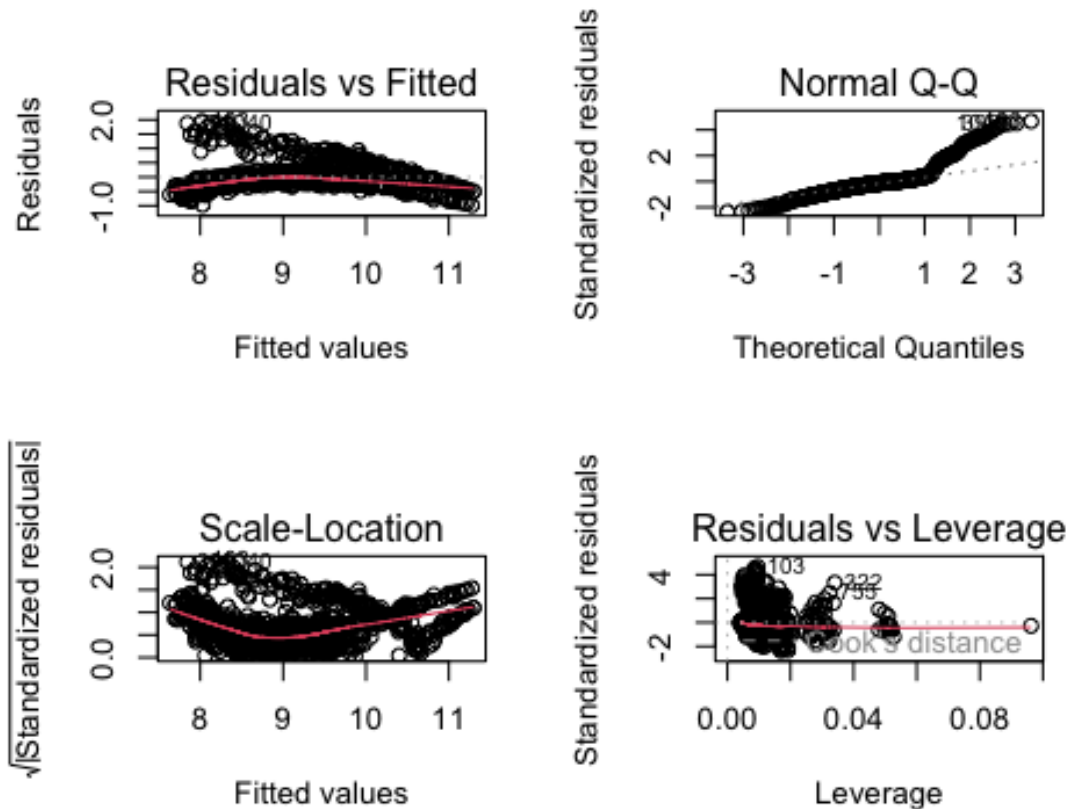 Residuals vs Fitted
Residuals
2.0
-1.0
8 9 10 11
Fitted values
Normal Q-Q
Standardized residuals
2
-2
-3 -1 1 2 3
Theoretical Quantiles
Scale-Location
√|Standardized residuals|
2.0
0.0
8 9 10 11
Fitted values
Residuals vs Leverage
Standardized residuals
4
-2
103
Cook's distance
0.00 0.04 0.08
Leverage